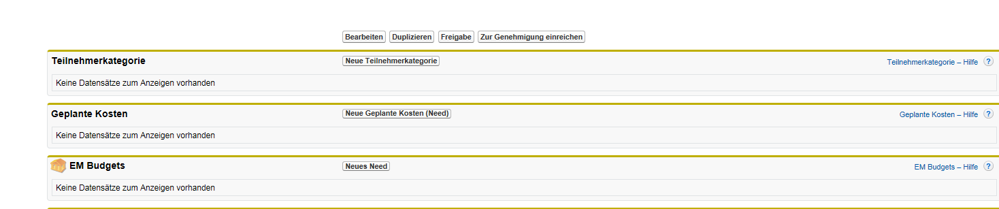 Bearbeiten Duplizieren Freigabe Zur Genehmigung einreichen
Teilnehmerkategorie Neue Teilnehmerkategorie Teilnehmerkategorie – Hilfe ?
Keine Datensätze zum Anzeigen vorhanden
Geplante Kosten Neue Geplante Kosten (Need) Geplante Kosten – Hilfe ?
Keine Datensätze zum Anzeigen vorhanden
EM Budgets Neues Need EM Budgets – Hilfe ?
Keine Datensätze zum Anzeigen vorhanden